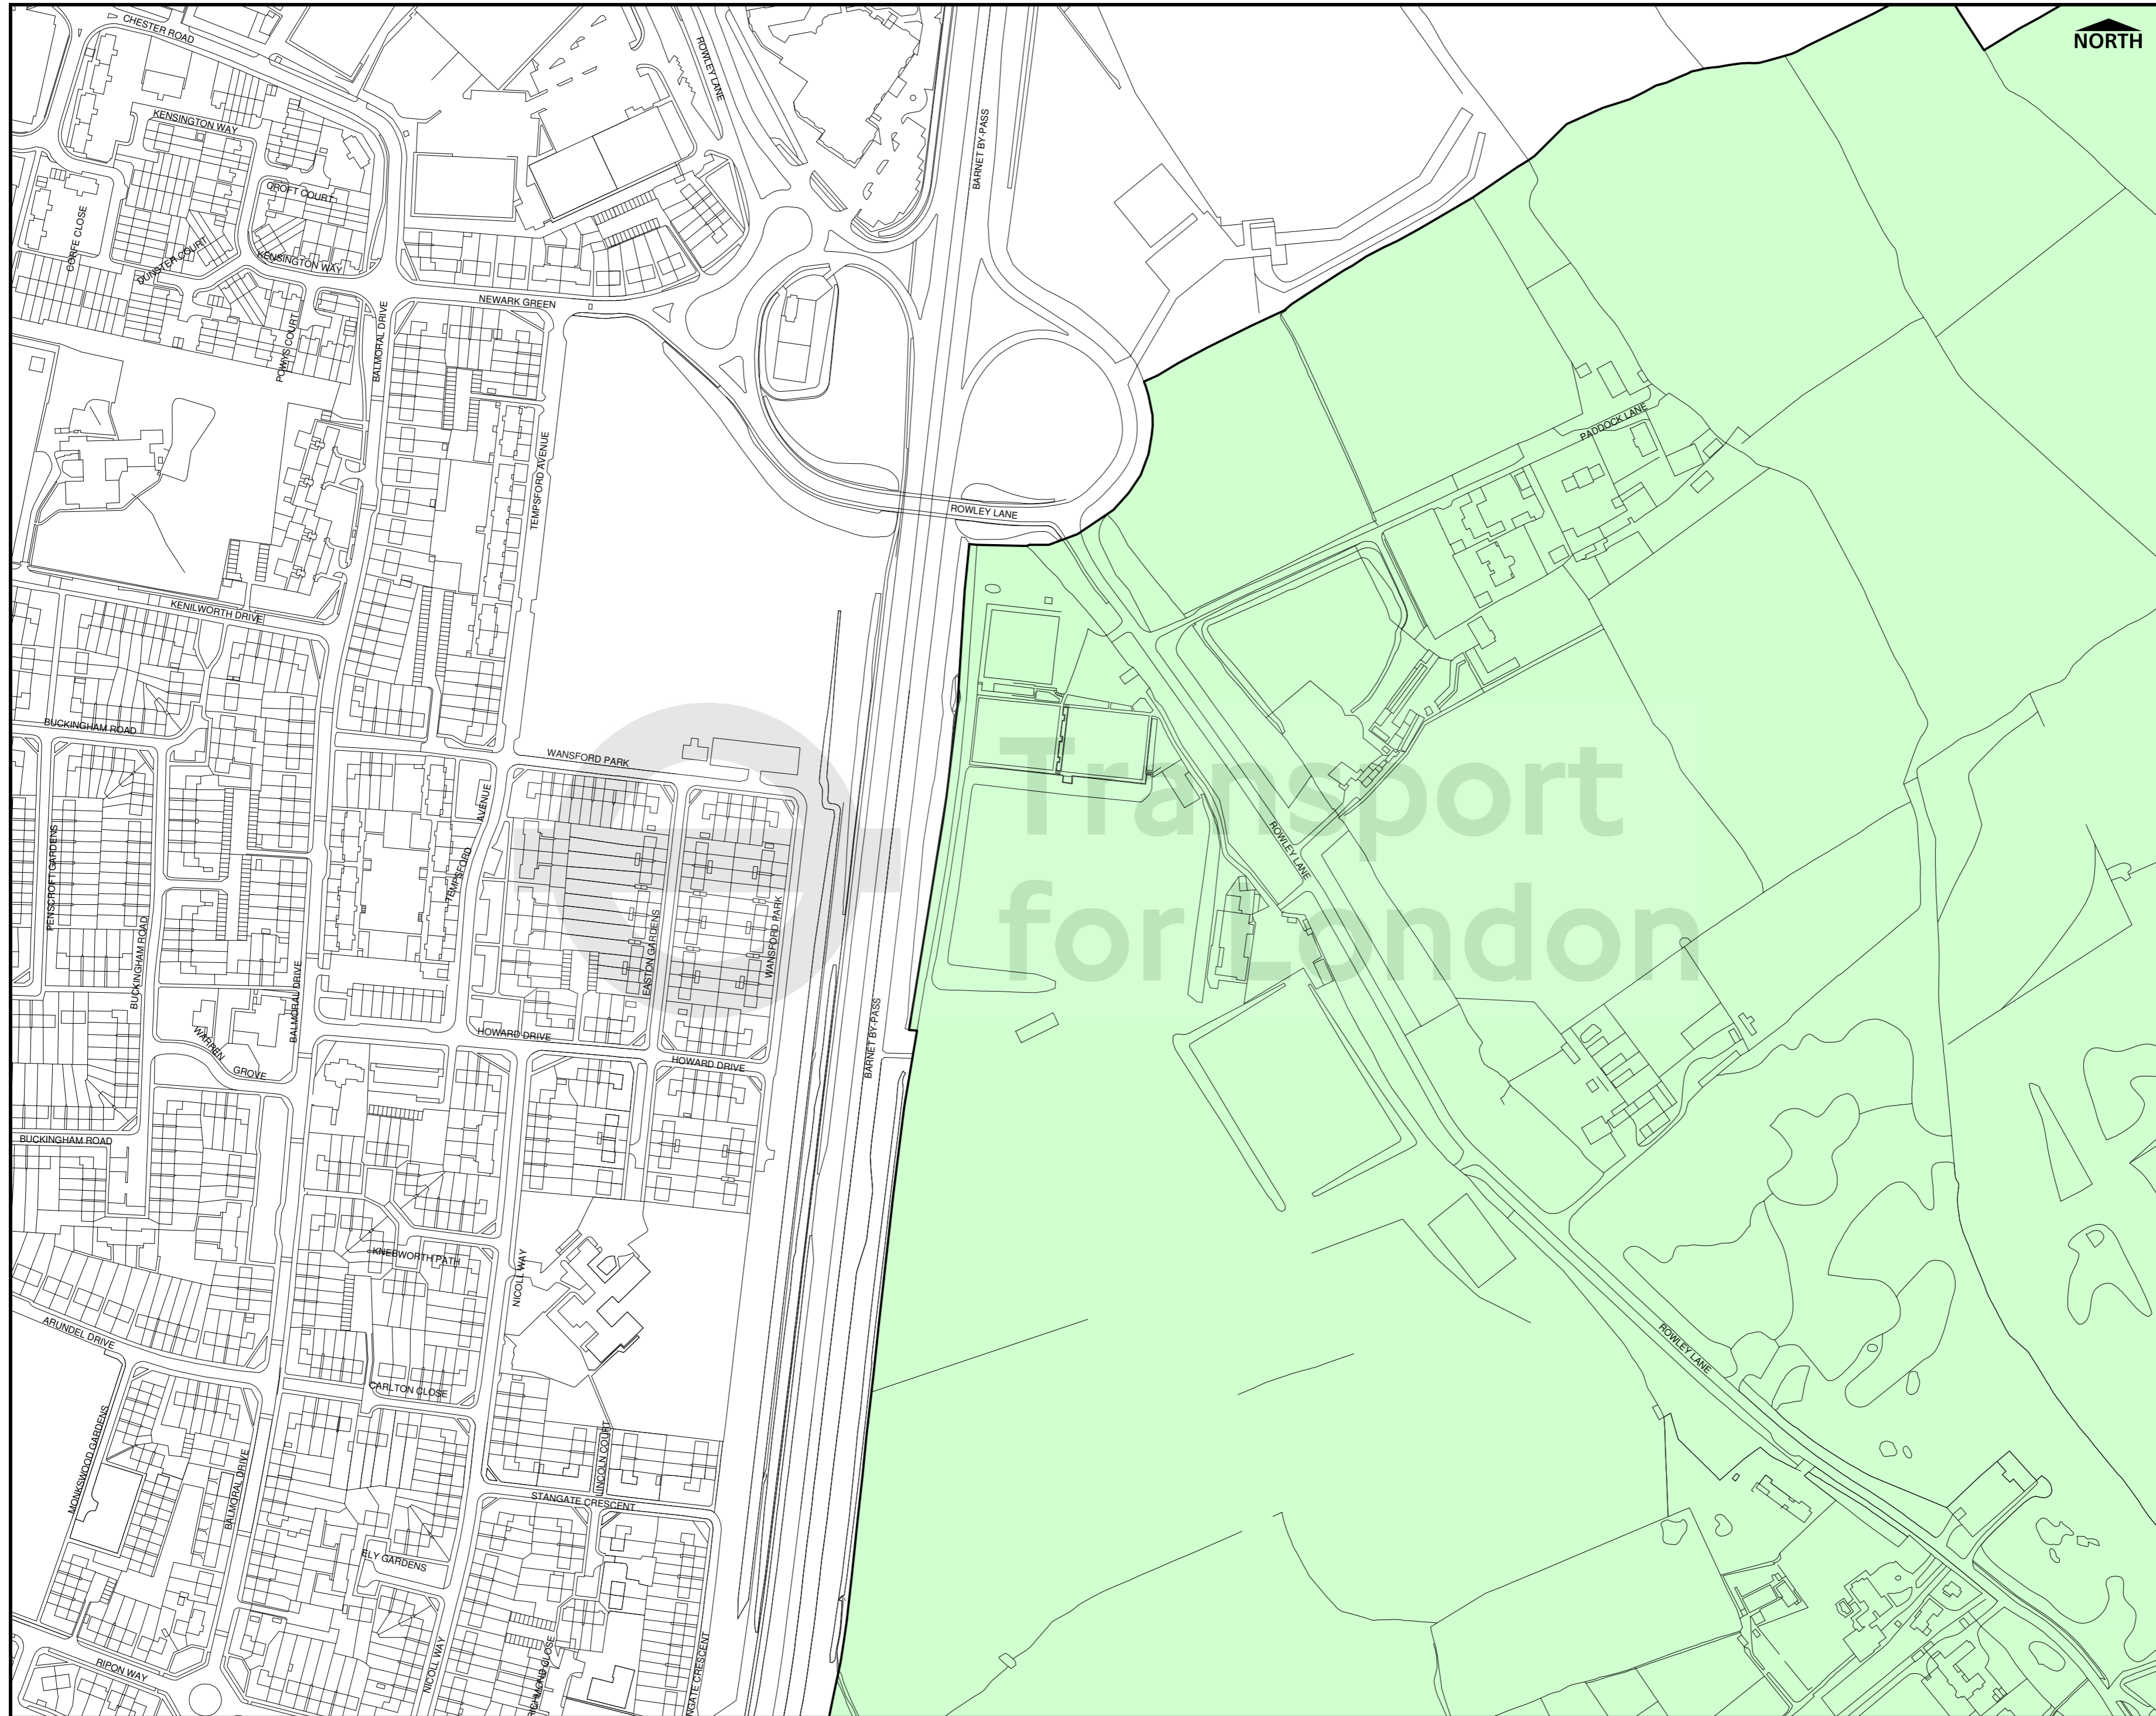 CHESTER ROAD
ROWLEY LANE
NORTH
KENSINGTON WAY
BARNET BY-PASS
CROFT COURT
CORFE CLOSE
DUNSTER COURT
KENSINGTON WAY
NEWARK GREEN
POWYS COURT
BALMORAL DRIVE
PADDOCK LANE
TEMPSFORD AVENUE
ROWLEY LANE
KENILWORTH DRIVE
BUCKINGHAM ROAD
WANSFORD PARK
Transport
for London
PENSCROFT GARDENS
TEMPSFORD AVENUE
ROWLEY LANE
BUCKINGHAM ROAD
BALMORAL DRIVE
EASTON GARDENS
WANSFORD PARK
BARNET BY-PASS
WARREN GROVE
HOWARD DRIVE
HOWARD DRIVE
BUCKINGHAM ROAD
KNEBWORTH PATH
NICOLL WAY
ARUNDEL DRIVE
ROWLEY LANE
CARLTON CLOSE
MONKSWOOD GARDENS
BALMORAL DRIVE
LINCOLN COURT
STANGATE CRESCENT
ELY GARDENS
RIPON WAY
NICOLL WAY
CHMOND CLOSE
NGATE CRESCENT